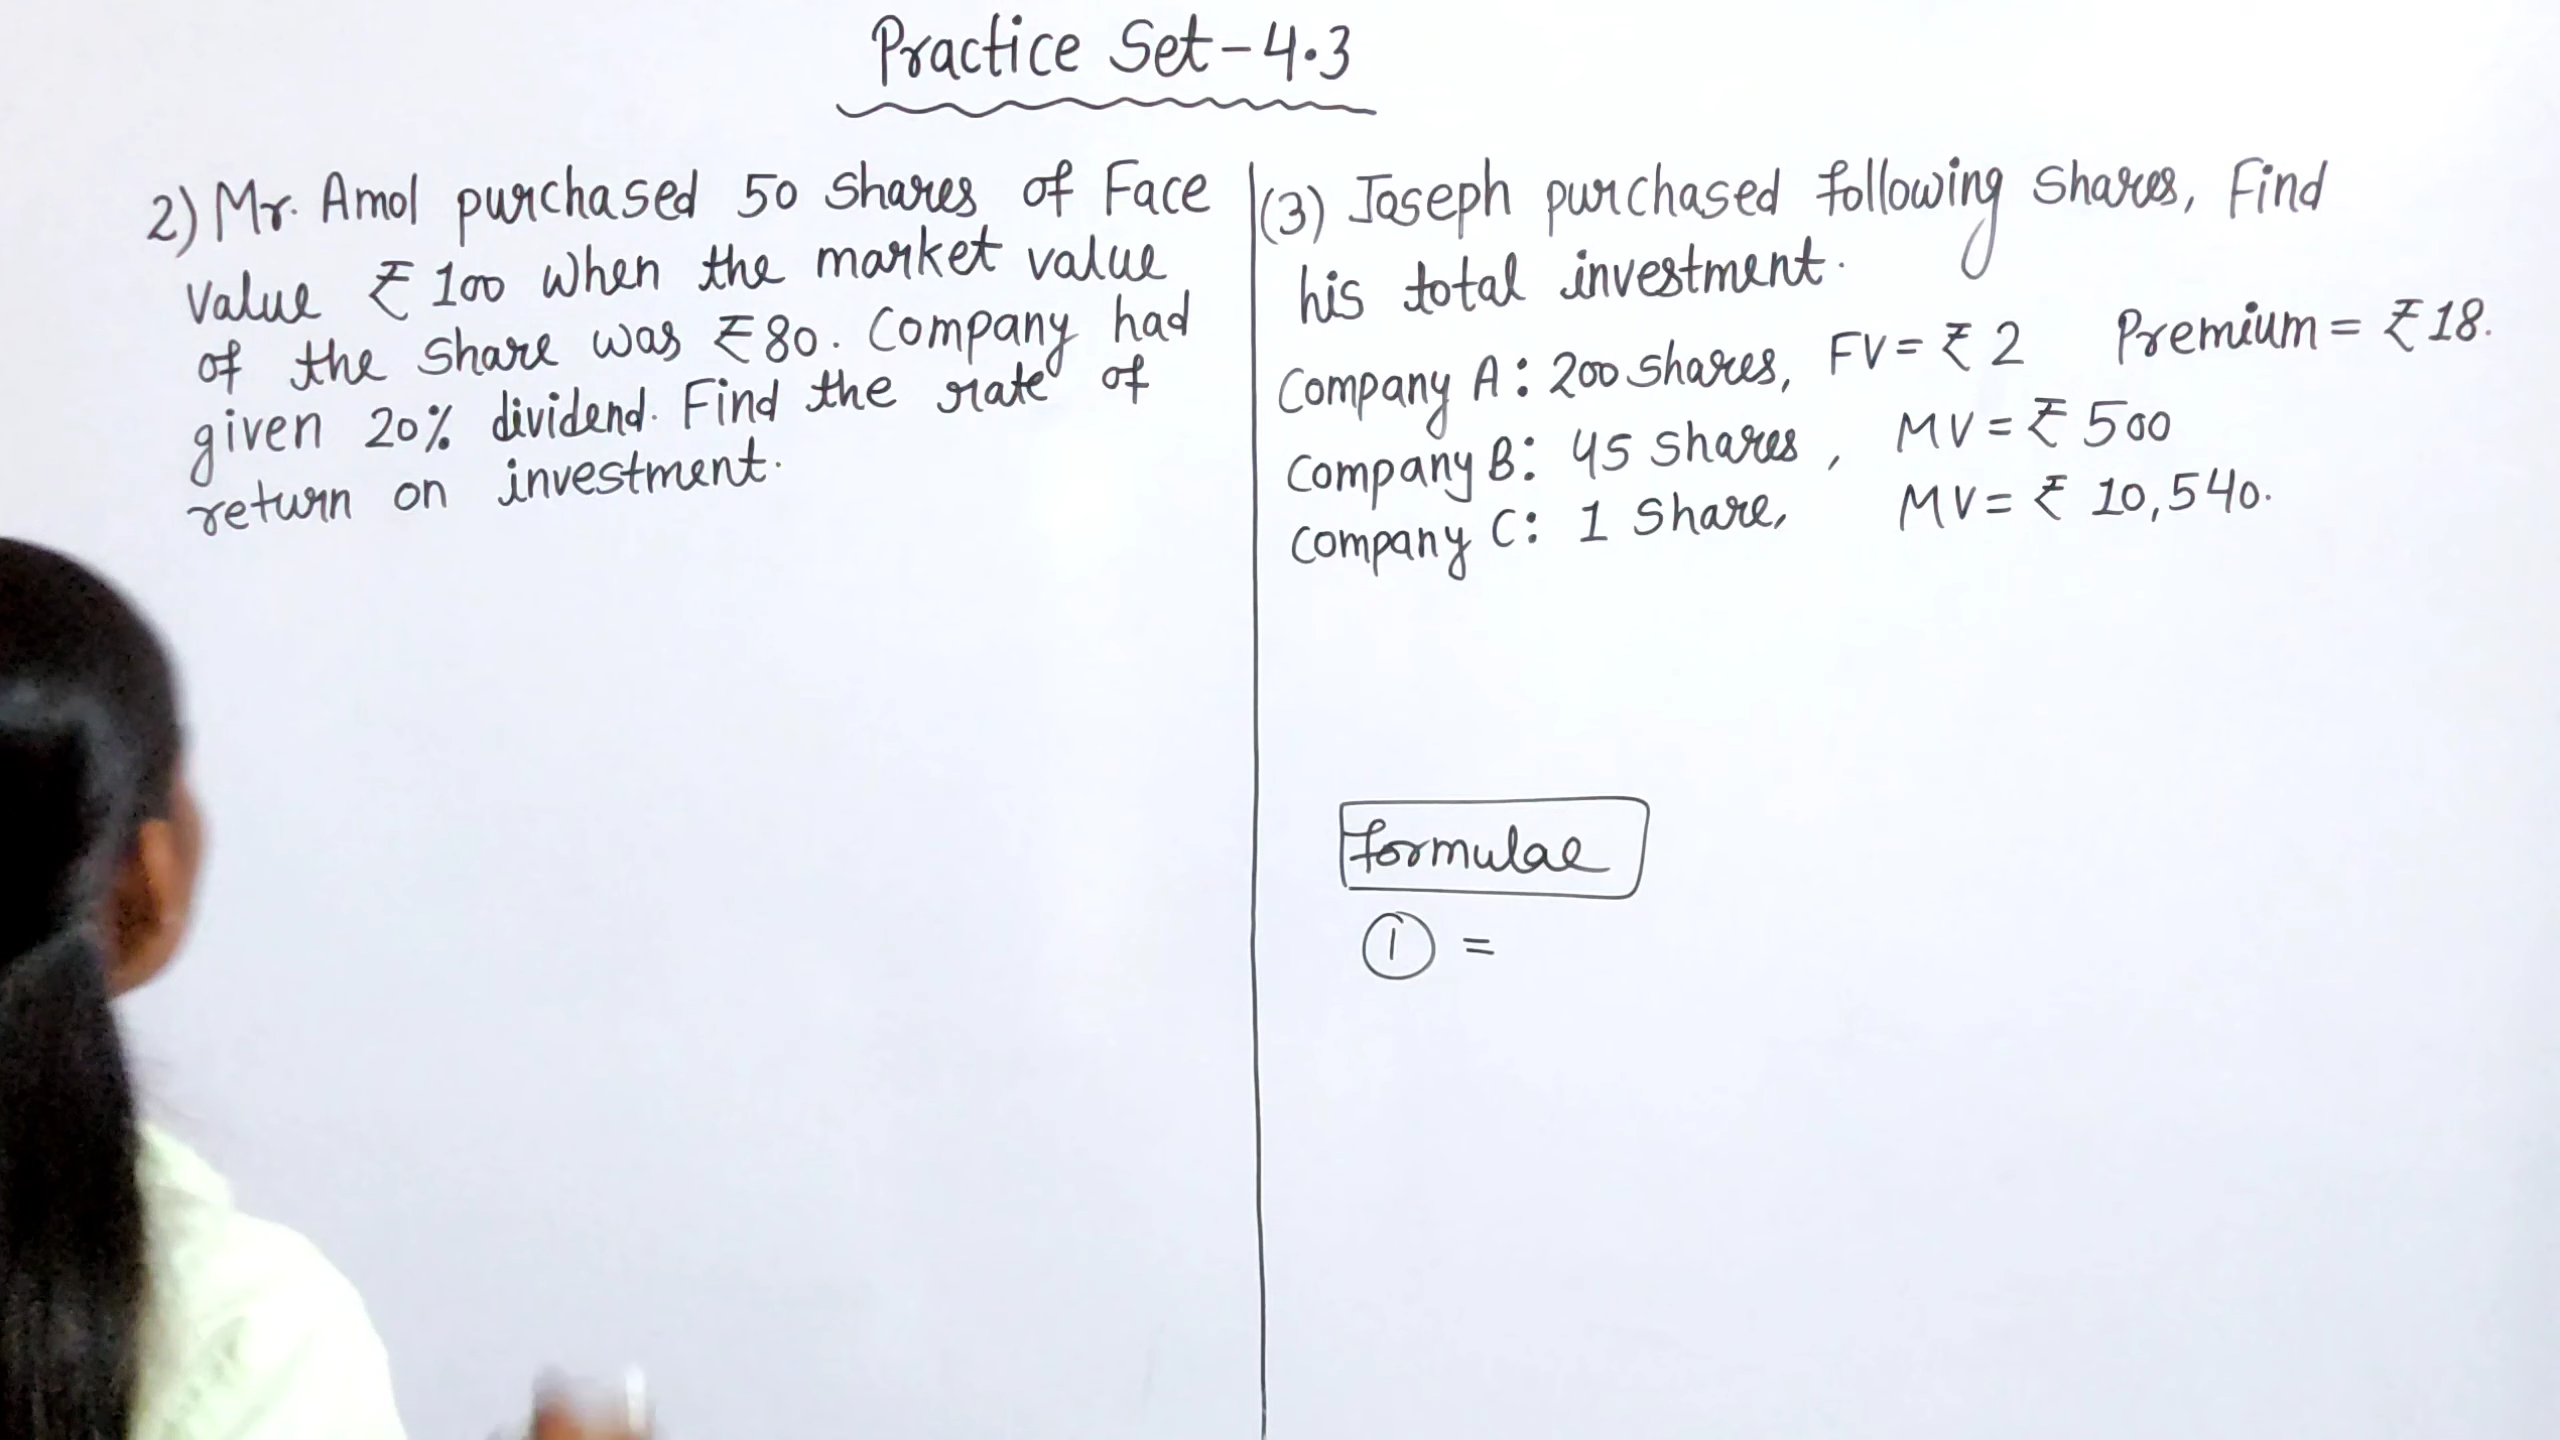 Practice Set-4.3
2) Mr. Amol purchased 50 shares of Face
Value ₹ 100 when the market value
of the share was ₹80. Company had
given 20% dividend. Find the rate of
return on investment.
(3) Joseph purchased following shares, Find
his total investment.
Company A: 200 shares, FV= ₹ 2 Premium= ₹18.
Company B: 45 shares, MV= ₹ 500
Company C: 1 Share, MV= ₹ 10,540.
formulae
① =